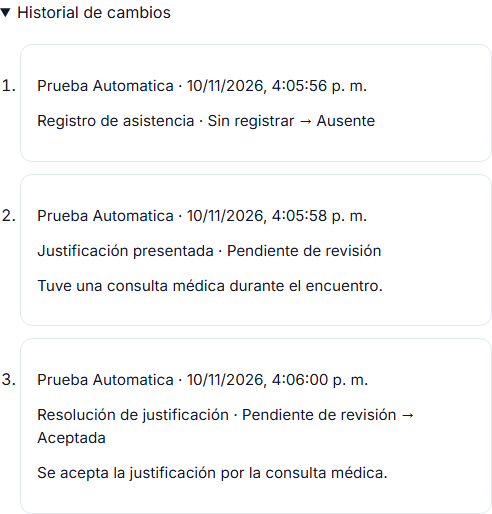 ▼ Historial de cambios
1. Prueba Automatica · 10/11/2026, 4:05:56 p. m.
Registro de asistencia · Sin registrar → Ausente
2. Prueba Automatica · 10/11/2026, 4:05:58 p. m.
Justificación presentada · Pendiente de revisión
Tuve una consulta médica durante el encuentro.
3. Prueba Automatica · 10/11/2026, 4:06:00 p. m.
Resolución de justificación · Pendiente de revisión →
Aceptada
Se acepta la justificación por la consulta médica.